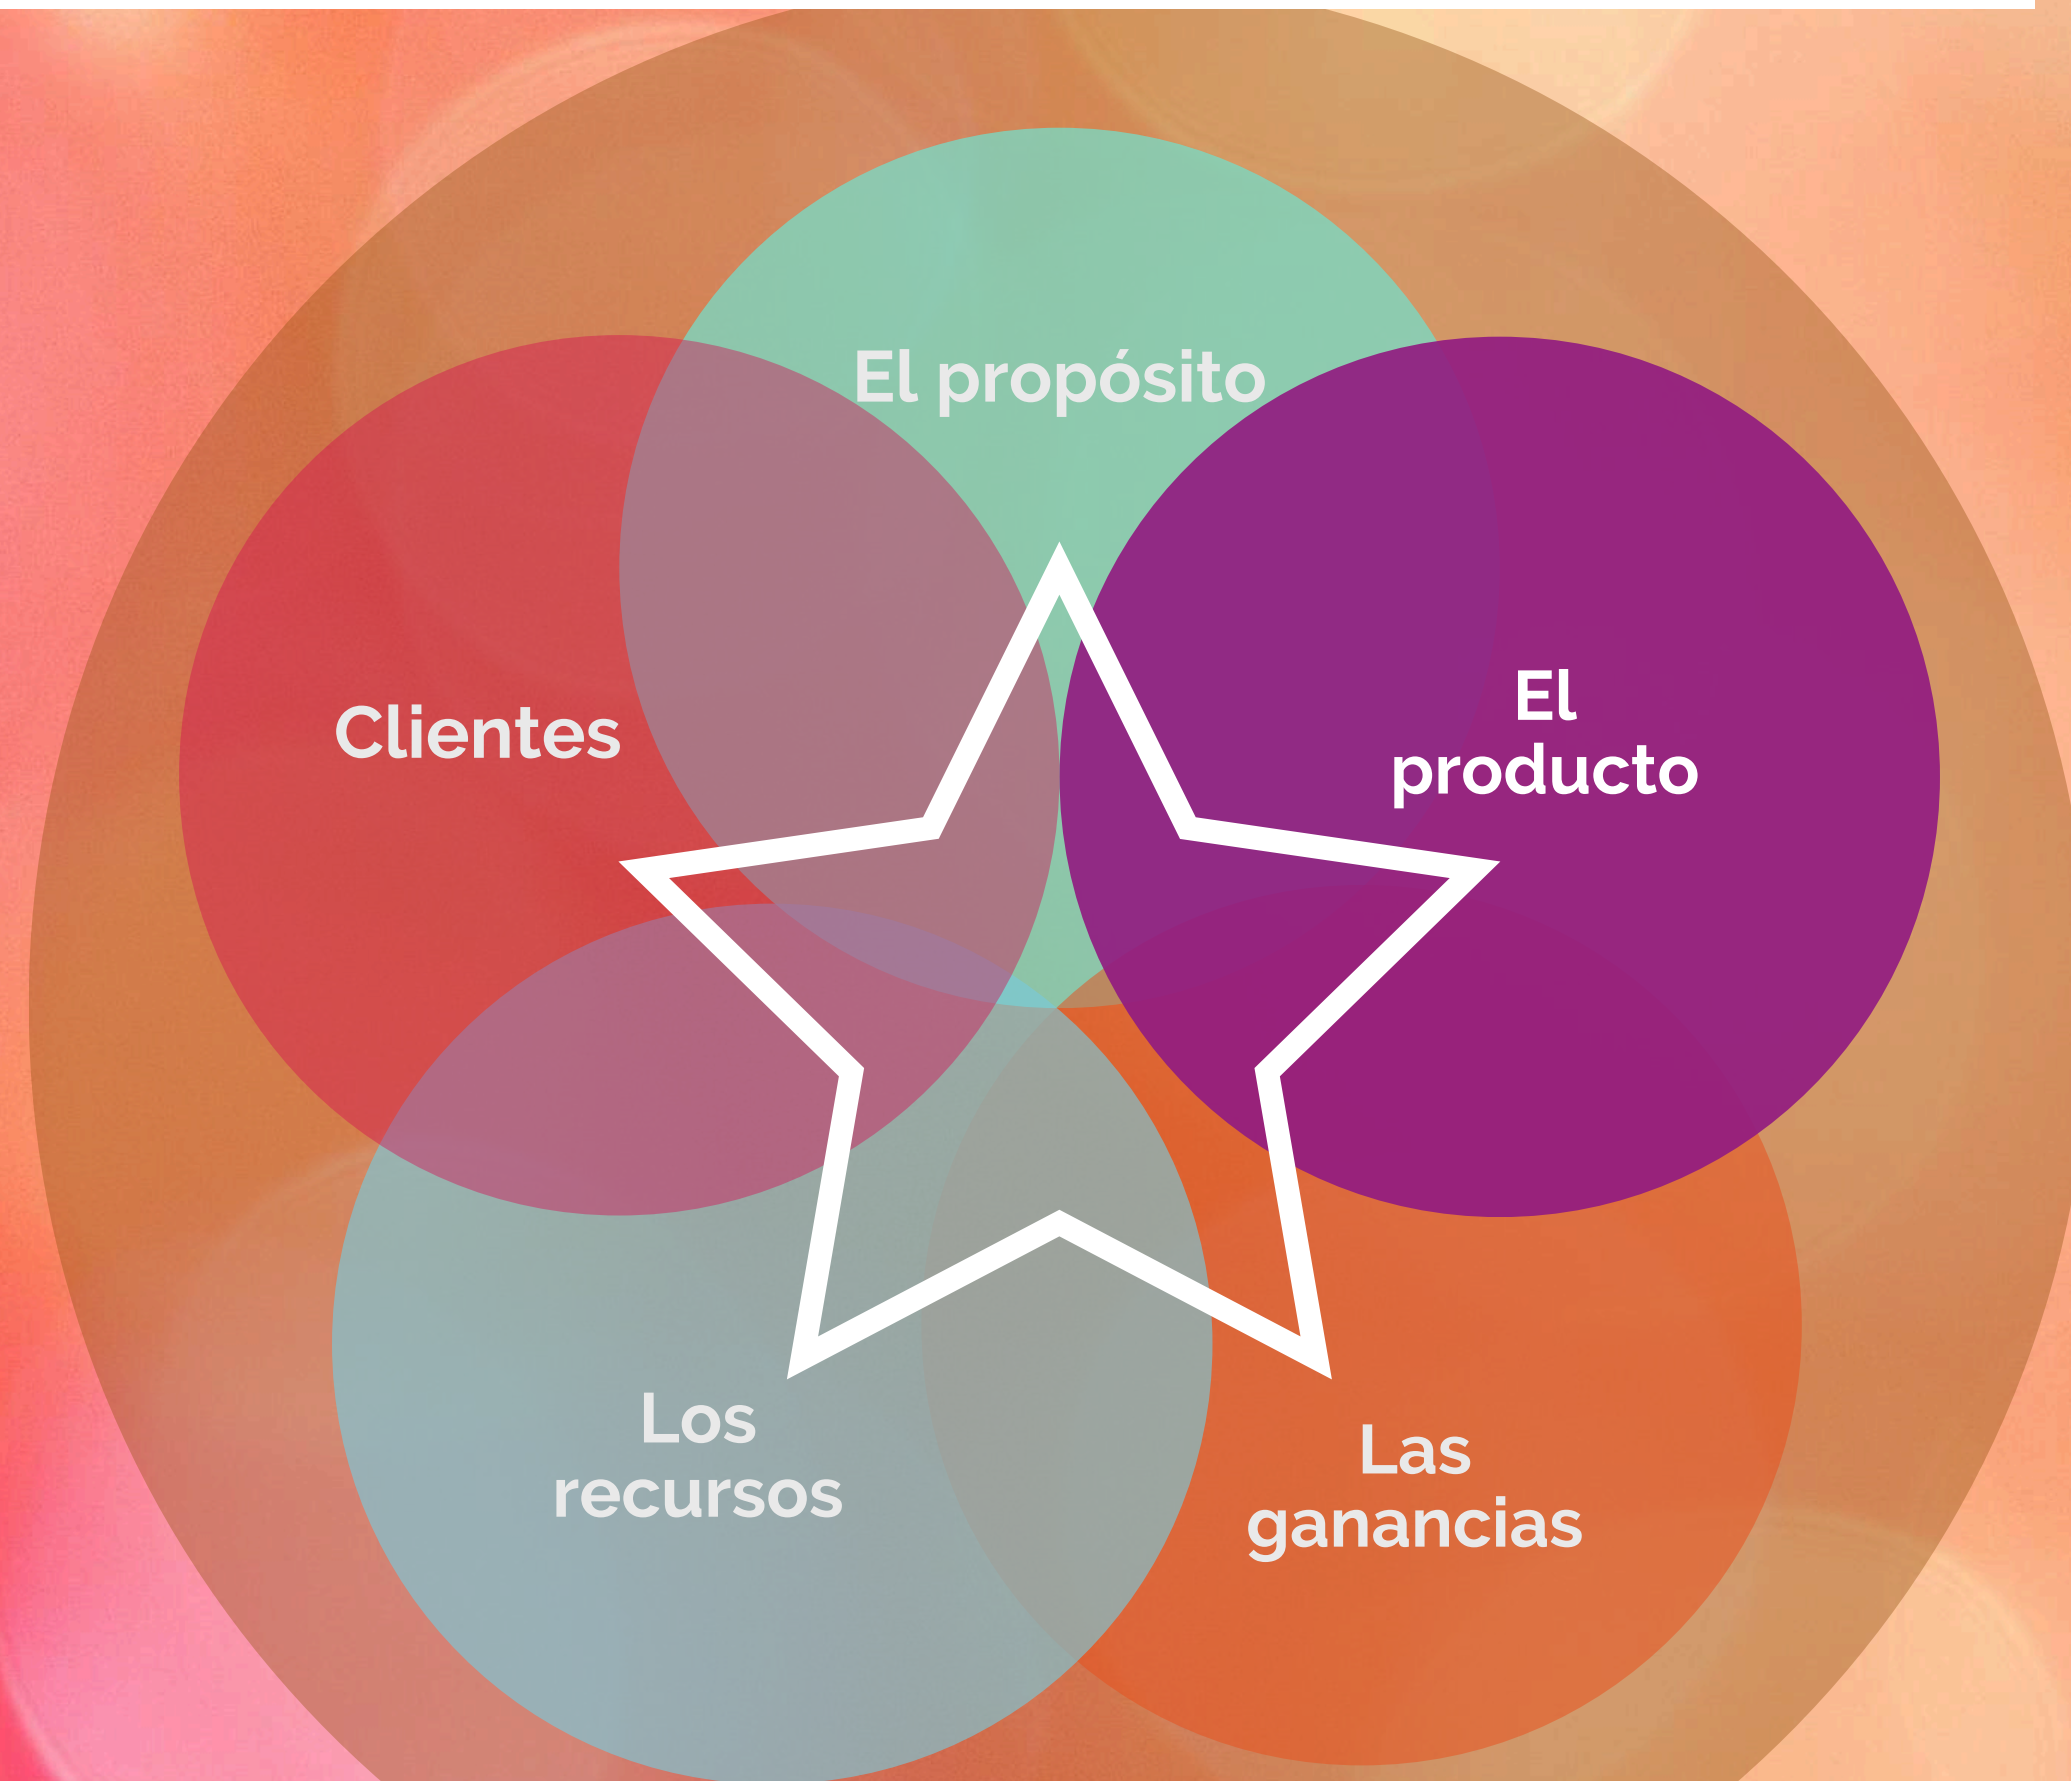 El propósito
Clientes
El
producto
Los
recursos
Las
ganancias